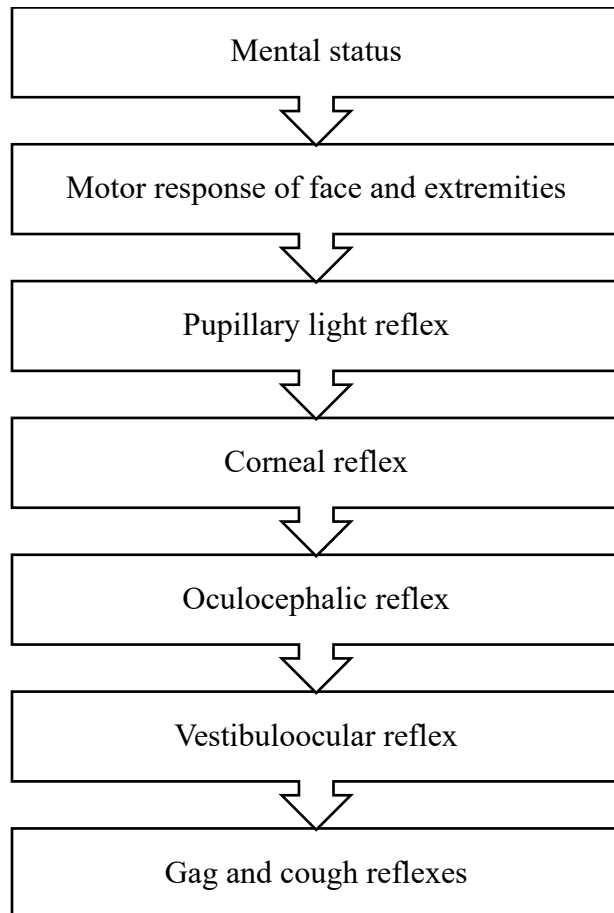 Mental status
Motor response of face and extremities
Pupillary light reflex
Corneal reflex
Oculocephalic reflex
Vestibuloocular reflex
Gag and cough reflexes